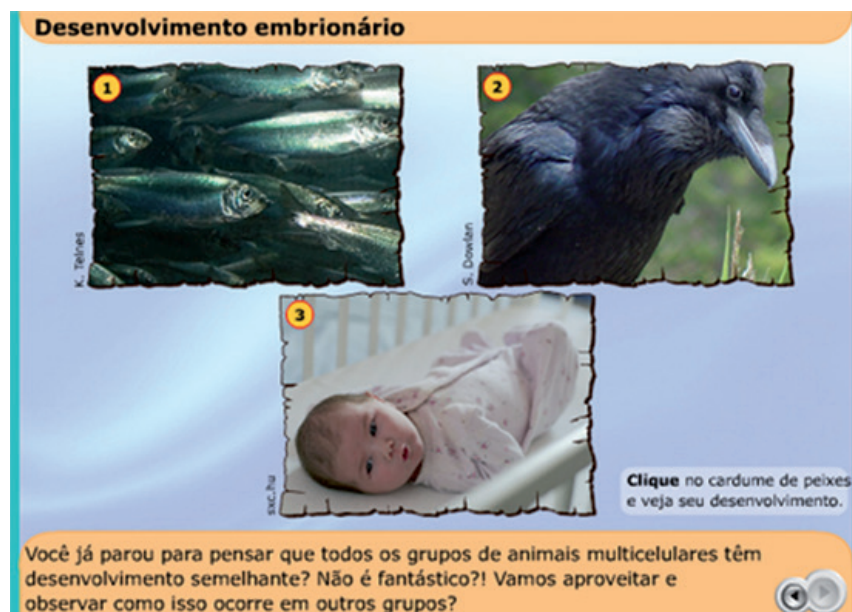 Desenvolvimento embrionário
1
K. Telnes
2
S. Dowlan
3
sxc.hu
Clique no cardume de peixes
e veja seu desenvolvimento.
Você já parou para pensar que todos os grupos de animais multicelulares têm
desenvolvimento semelhante? Não é fantástico?! Vamos aproveitar e
observar como isso ocorre em outros grupos?